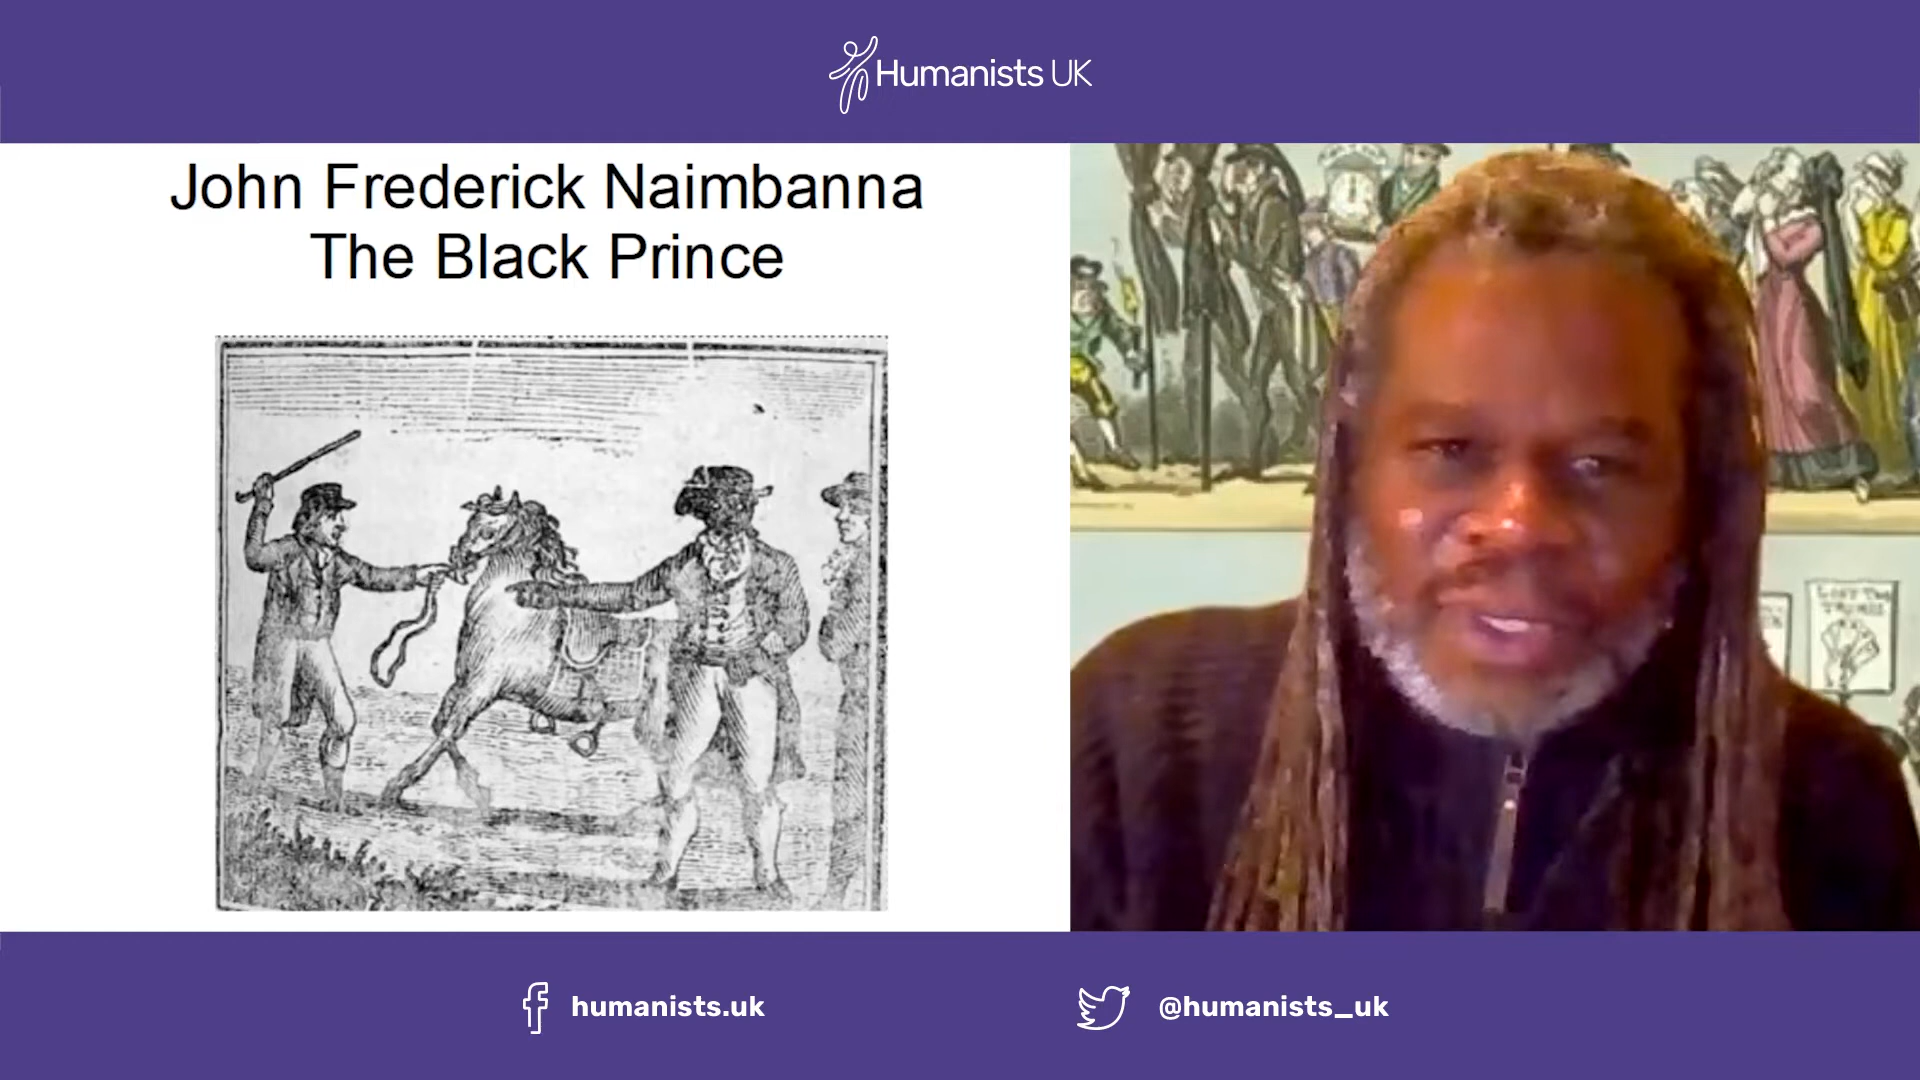 Humanists UK
John Frederick Naimbanna
The Black Prince
humanists.uk
@humanists_uk